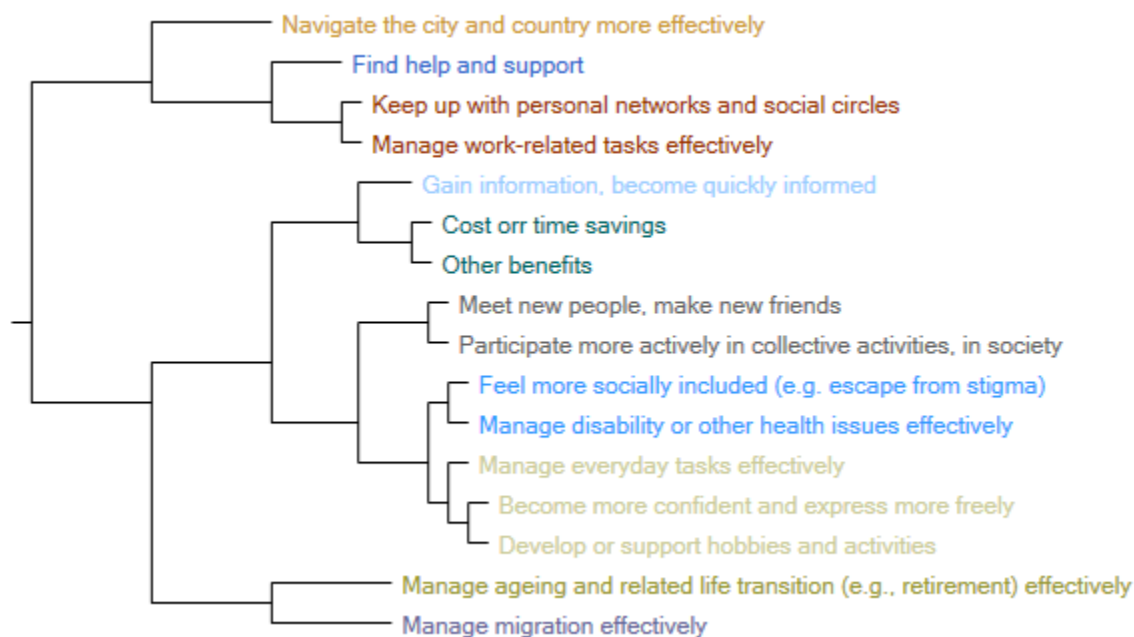 Navigate the city and country more effectively
Find help and support
Keep up with personal networks and social circles
Manage work-related tasks effectively
Gain information, become quickly informed
Cost orr time savings
Other benefits
Meet new people, make new friends
Participate more actively in collective activities, in society
Feel more socially included (e.g. escape from stigma)
Manage disability or other health issues effectively
Manage everyday tasks effectively
Become more confident and express more freely
Develop or support hobbies and activities
Manage ageing and related life transition (e.g., retirement) effectively
Manage migration effectively